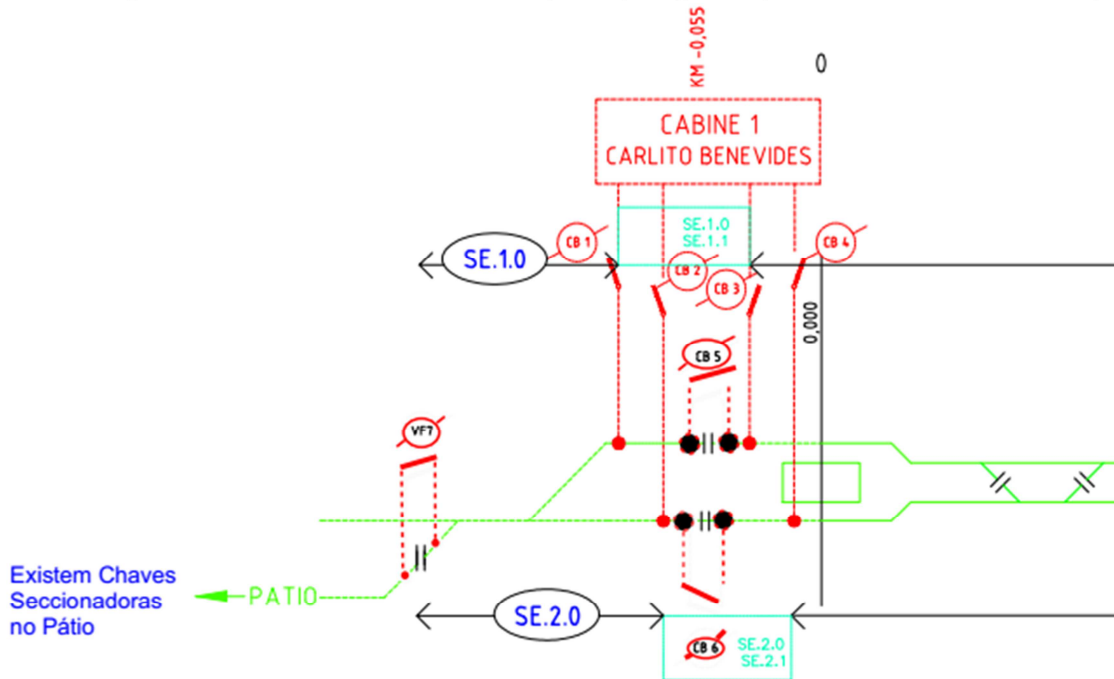 KM -0,055
0
CABINE 1
CARLITO BENEVIDES
SE.1.0
SE.1.1
CB 1
SE.1.0
CB 2
CB 3
CB 4
0,000
CB 5
VF7
Existem Chaves
Seccionadoras
no Pátio
PATIO
SE.2.0
CB 6
SE.2.0
SE.2.1